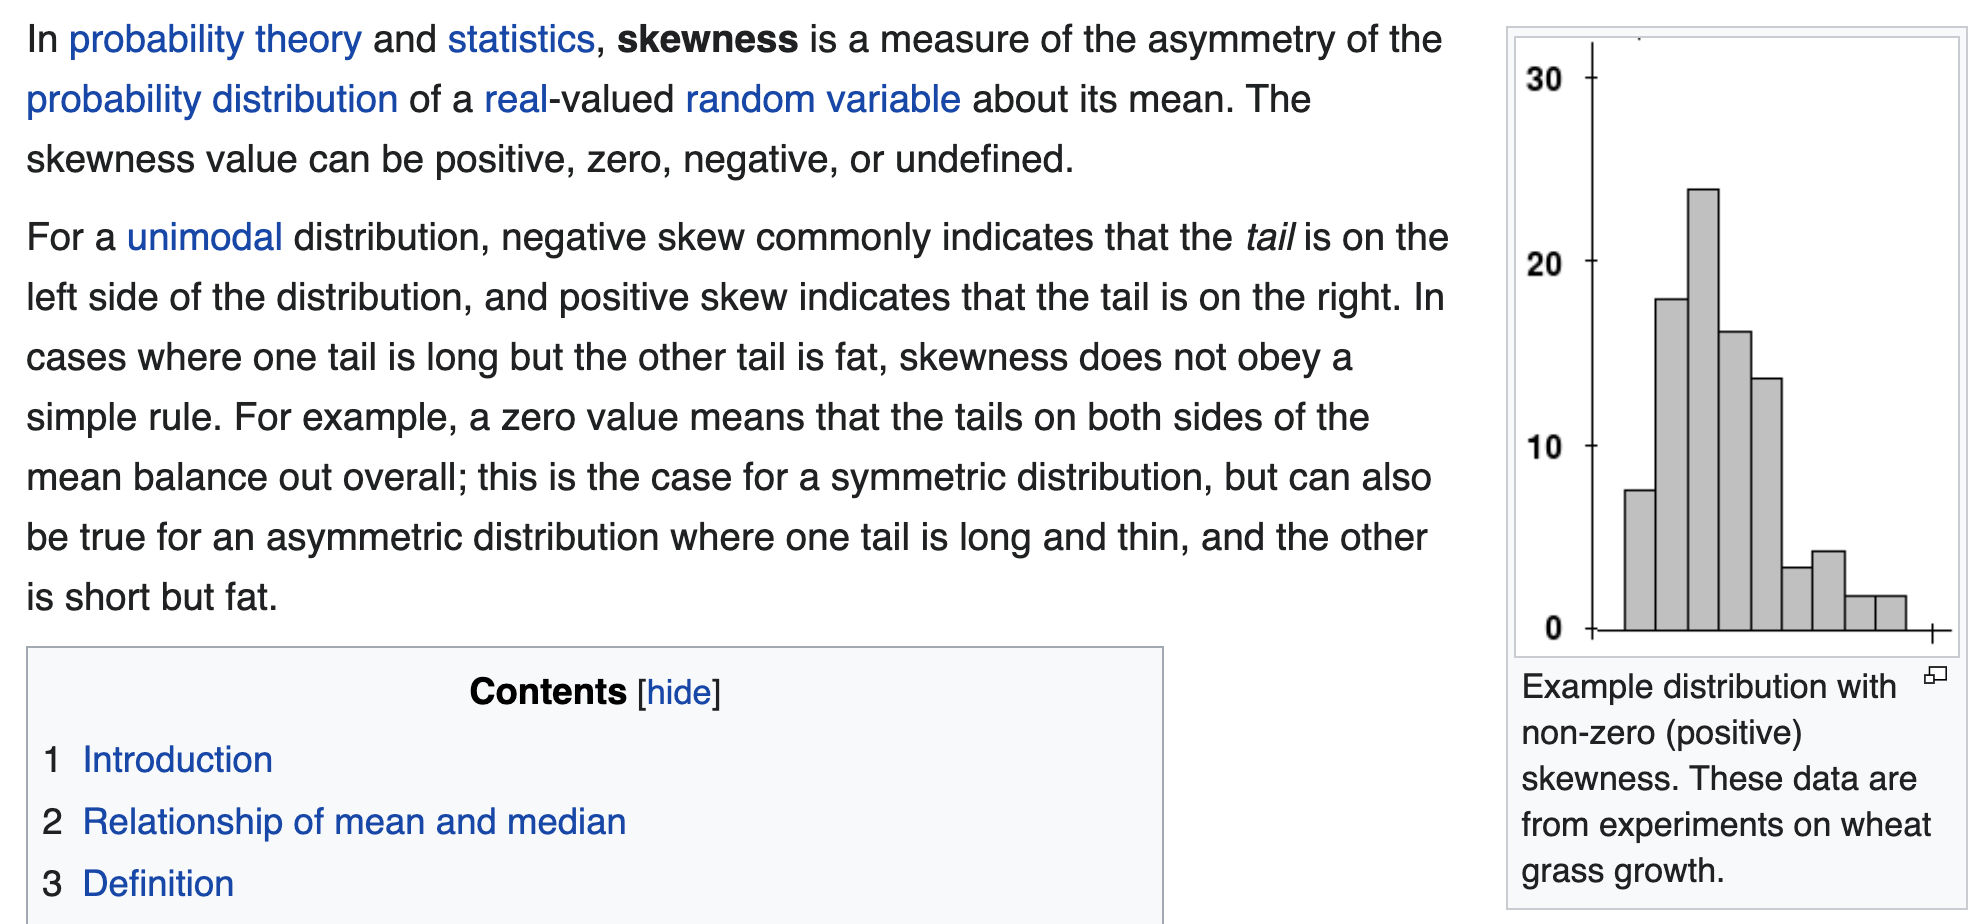 In probability theory and statistics, skewness is a measure of the asymmetry of the
probability distribution of a real-valued random variable about its mean. The
skewness value can be positive, zero, negative, or undefined.
For a unimodal distribution, negative skew commonly indicates that the tail is on the
left side of the distribution, and positive skew indicates that the tail is on the right. In
cases where one tail is long but the other tail is fat, skewness does not obey a
simple rule. For example, a zero value means that the tails on both sides of the
mean balance out overall; this is the case for a symmetric distribution, but can also
be true for an asymmetric distribution where one tail is long and thin, and the other
is short but fat.
Contents [hide]
1 Introduction
2 Relationship of mean and median
3 Definition
30
20
10
0
Example distribution with
non-zero (positive)
skewness. These data are
from experiments on wheat
grass growth.